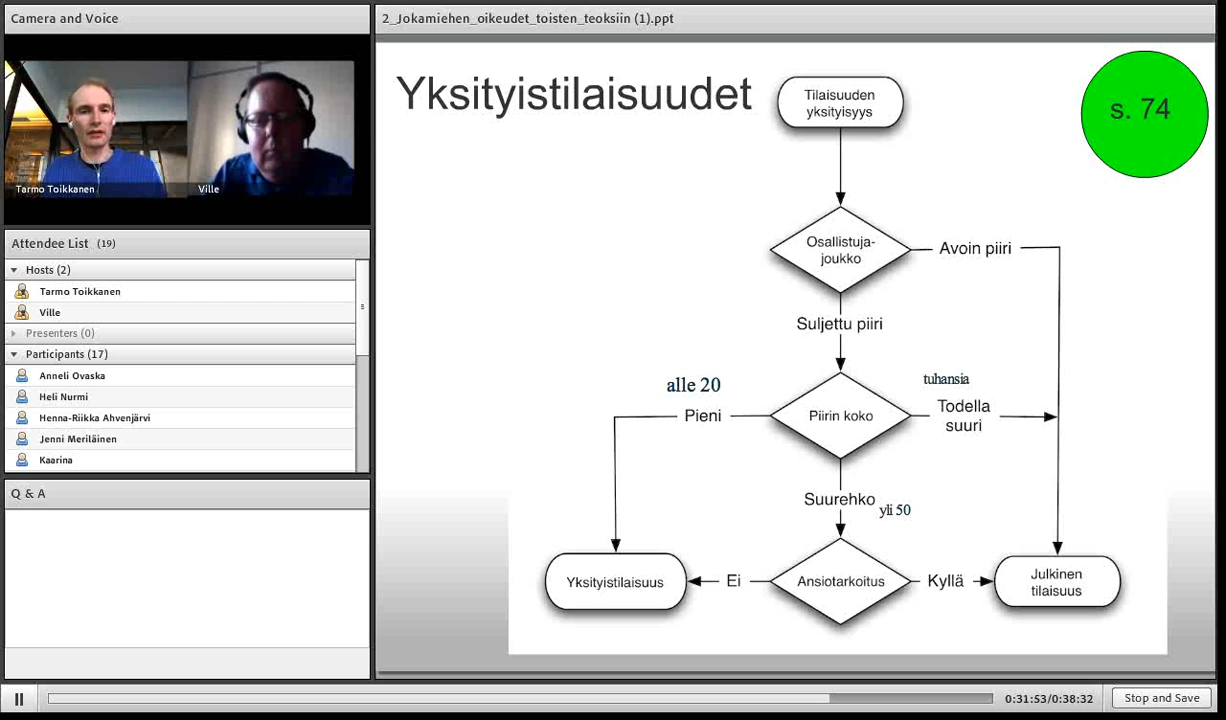 Camera and Voice
Tarmo Toikkanen
Ville
Attendee List (19)
Hosts (2)
Tarmo Toikkanen
Ville
Presenters (0)
Participants (17)
Anneli Ovaska
Heli Nurmi
Henna-Riikka Ahvenjärvi
Jenni Meriläinen
Kaarina
Q & A
2_Jokamiehen_oikeudet_toisten_teoksiin (1).ppt
Yksityistilaisuudet
Tilaisuuden
yksityisyys
s. 74
Osallistuja-
joukko
Avoin piiri
Suljettu piiri
alle 20
Pieni
Piirin koko
tuhansia
Todella
suuri
Suurehko
yli 50
Yksityistilaisuus
Ei
Ansiotarkoitus
Kyllä
Julkinen
tilaisuus
0:31:53/0:38:32
Stop and Save